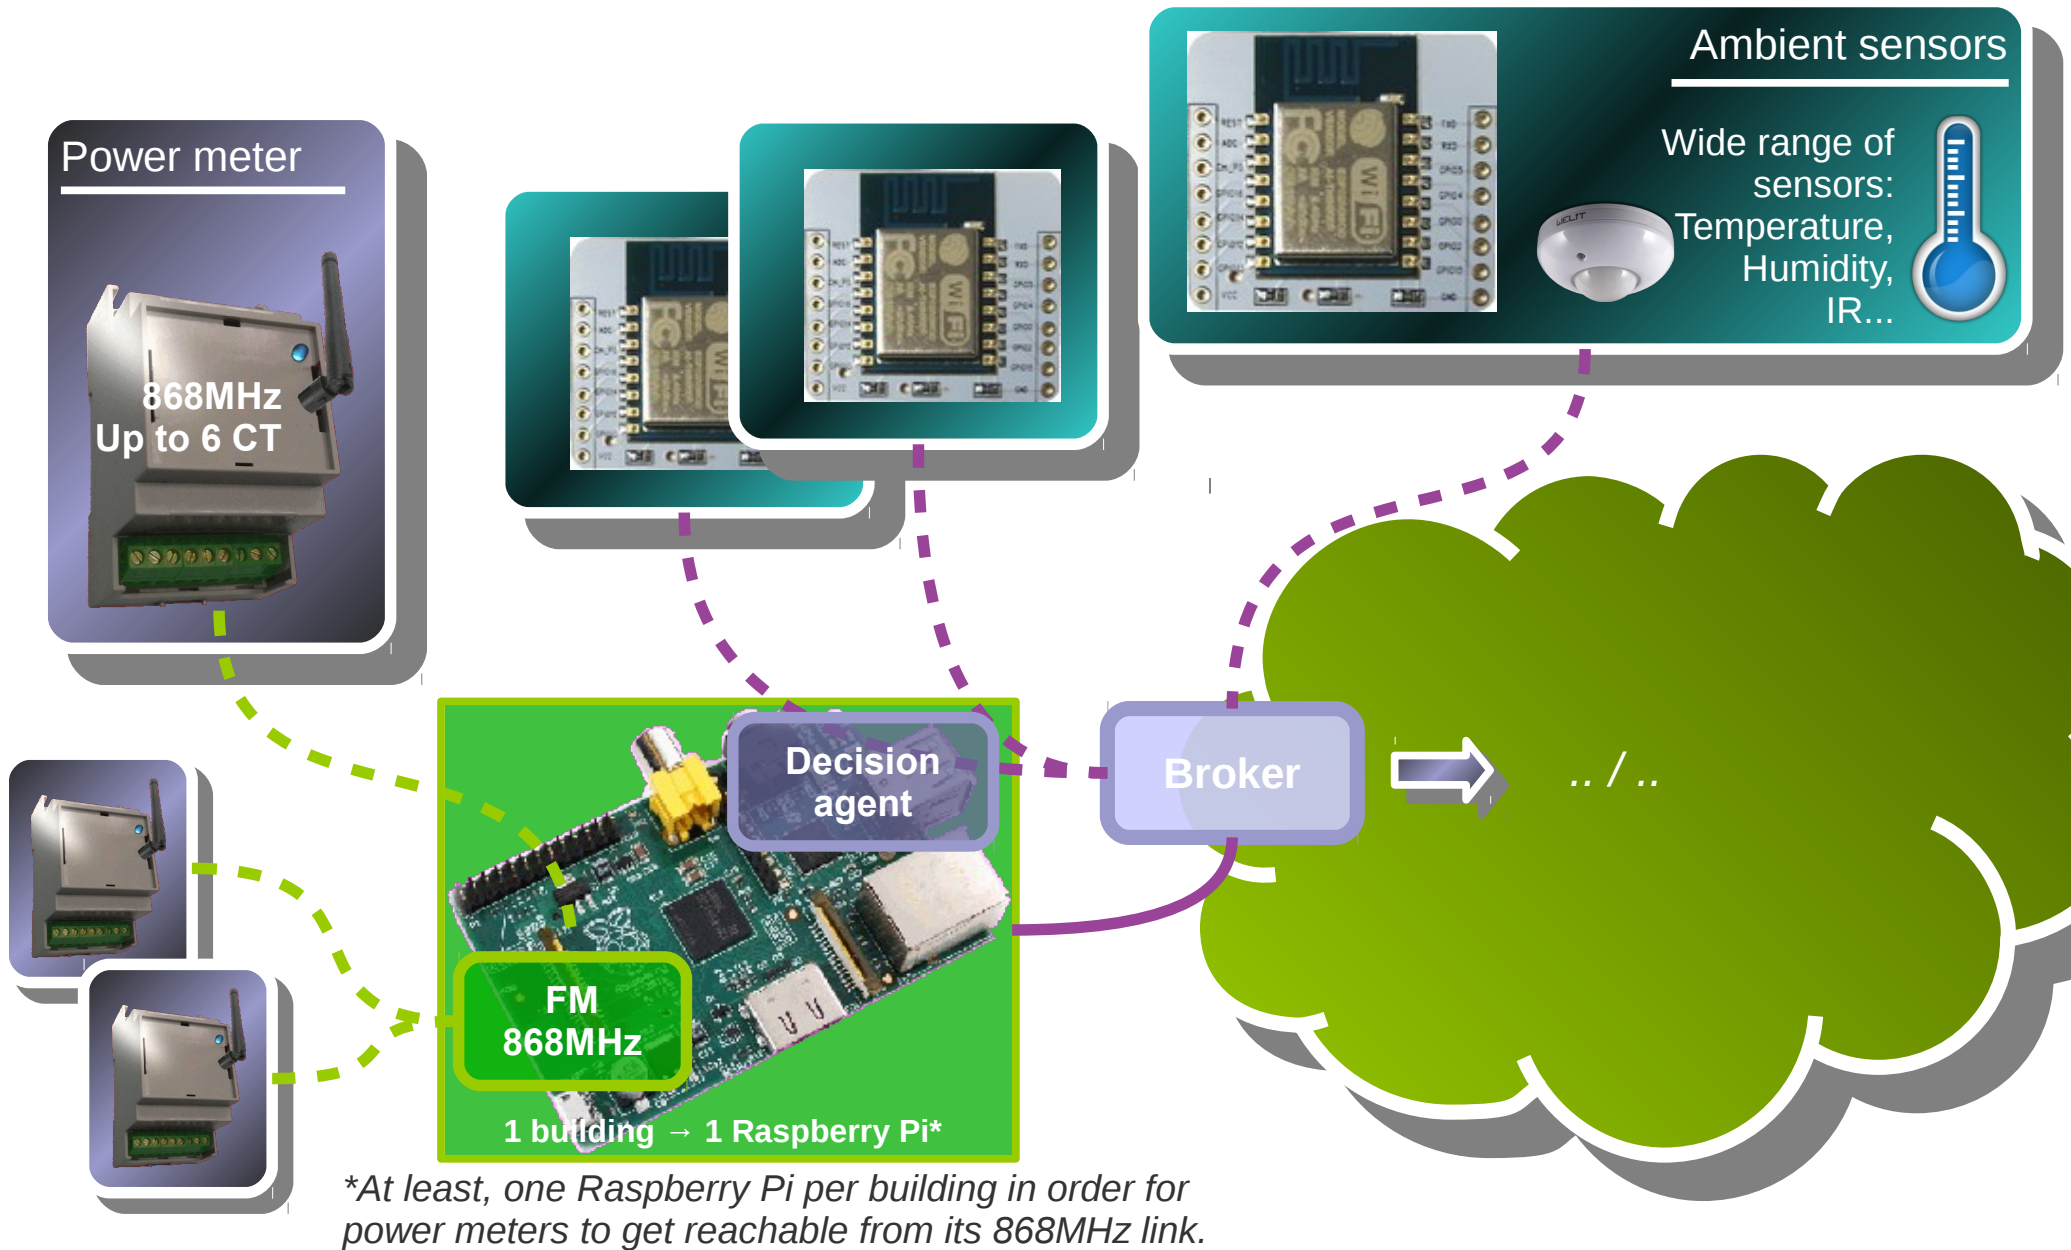 Ambient sensors
Wide range of
sensors:
Temperature,
Humidity,
IR...
Power meter
868MHz
Up to 6 CT
WiFi
WiFi
Decision
agent
Broker
.. / ..
FM
868MHz
1 building → 1 Raspberry Pi*
*At least, one Raspberry Pi per building in order for
power meters to get reachable from its 868MHz link.